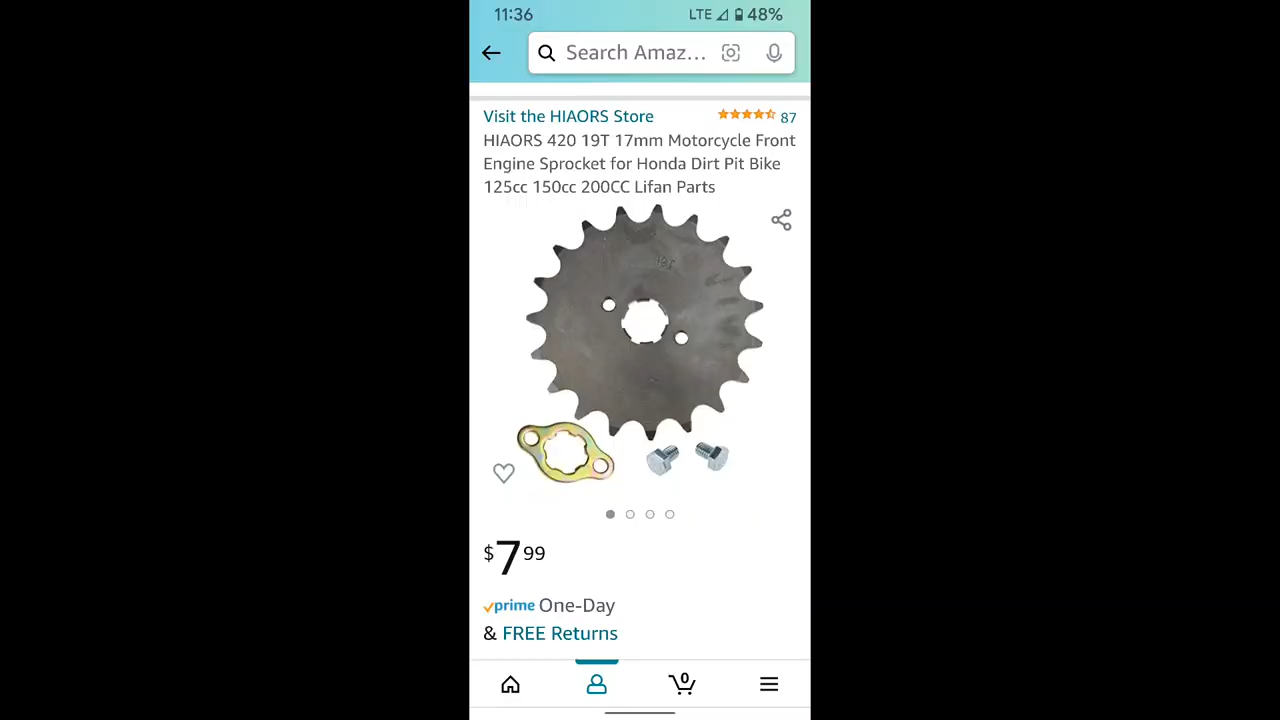 11:36 LTE 48%
Search Amaz...
Visit the HIAORS Store 87
HIAORS 420 19T 17mm Motorcycle Front
Engine Sprocket for Honda Dirt Pit Bike
125cc 150cc 200CC Lifan Parts
19T
$7 99
prime One-Day
& FREE Returns
0